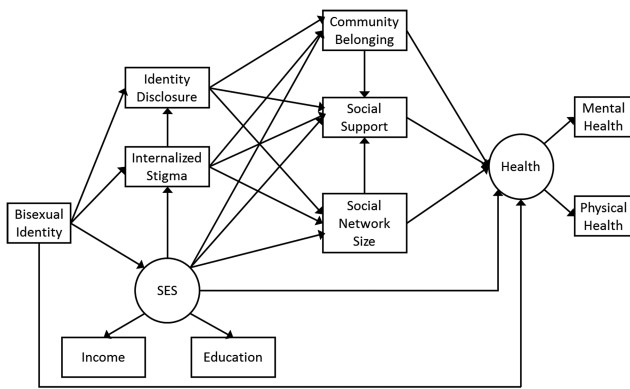 Community
Belonging
Identity
Disclosure
Social
Support
Mental
Health
Internalized
Stigma
Health
Bisexual
Identity
Social
Network
Size
Physical
Health
SES
Income
Education